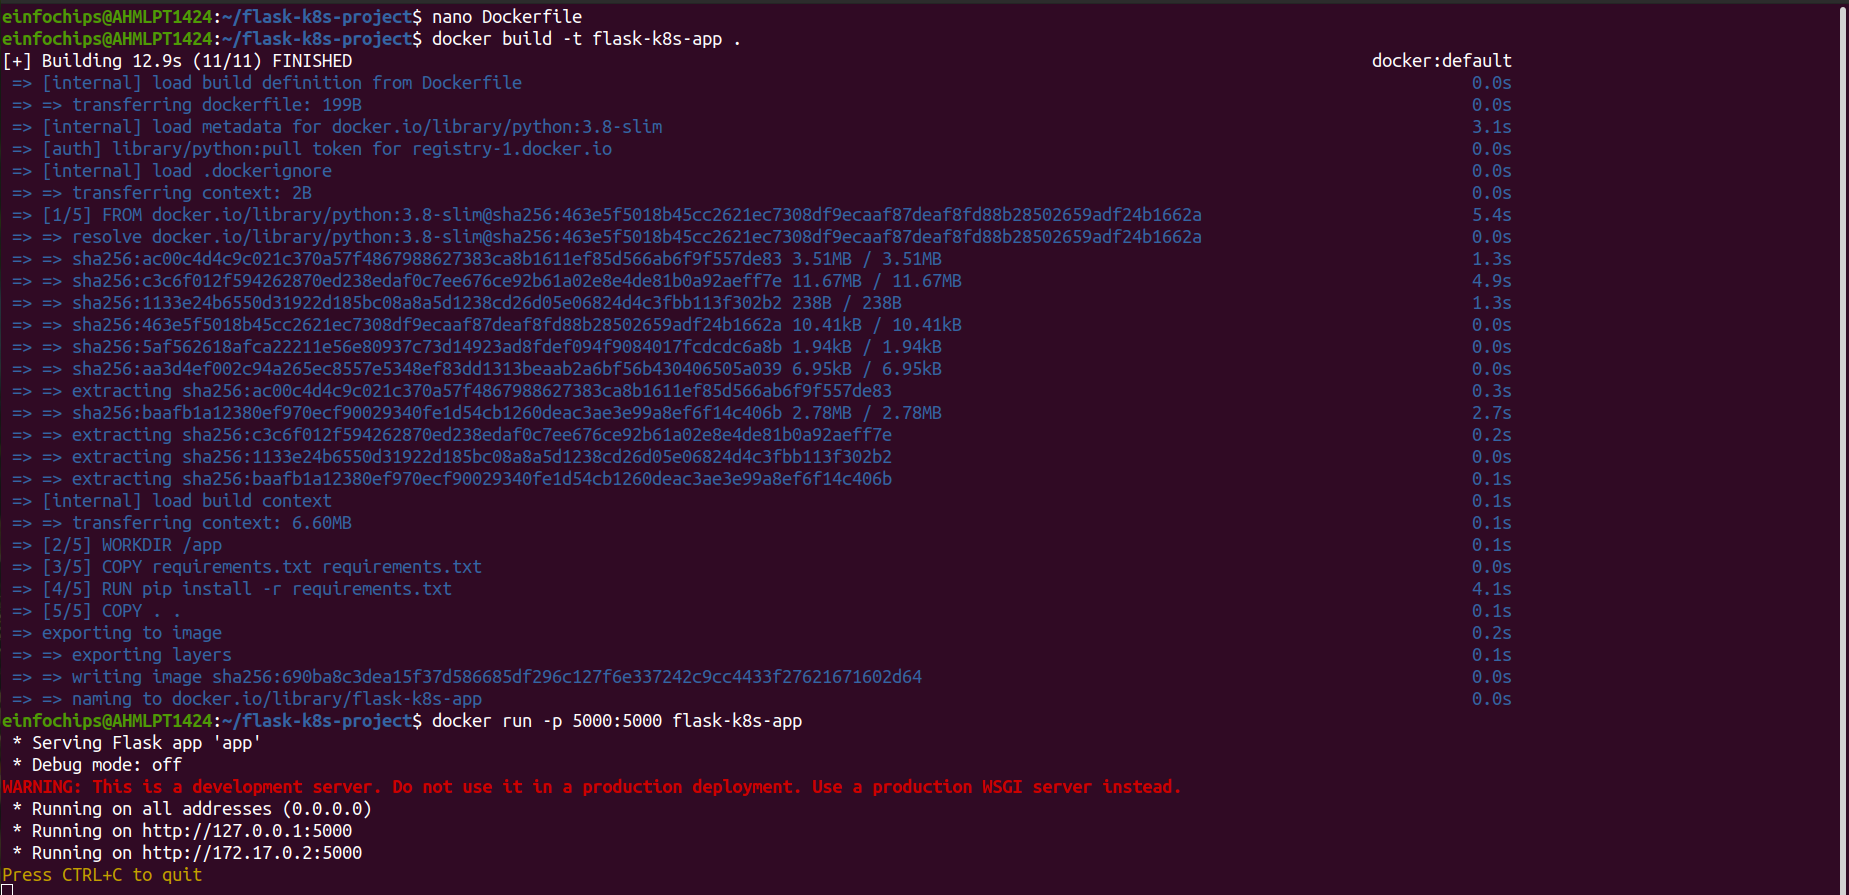 einfochips@AHMLPT1424:~/flask-k8s-project$ nano Dockerfile
einfochips@AHMLPT1424:~/flask-k8s-project$ docker build -t flask-k8s-app .
[+] Building 12.9s (11/11) FINISHED docker:default
=> [internal] load build definition from Dockerfile 0.0s
=> => transferring dockerfile: 199B 0.0s
=> [internal] load metadata for docker.io/library/python:3.8-slim 3.1s
=> [auth] library/python:pull token for registry-1.docker.io 0.0s
=> [internal] load .dockerignore 0.0s
=> => transferring context: 2B 0.0s
=> [1/5] FROM docker.io/library/python:3.8-slim@sha256:463e5f5018b45cc2621ec7308df9ecaaf87deaf8fd88b28502659adf24b1662a 5.4s
=> => resolve docker.io/library/python:3.8-slim@sha256:463e5f5018b45cc2621ec7308df9ecaaf87deaf8fd88b28502659adf24b1662a 0.0s
=> => sha256:ac00c4d4c9c021c370a57f4867988627383ca8b1611ef85d566ab6f9f557de83 3.51MB / 3.51MB 1.3s
=> => sha256:c3c6f012f594262870ed238edaf0c7ee676ce92b61a02e8e4de81b0a92aeff7e 11.67MB / 11.67MB 4.9s
=> => sha256:1133e24b6550d31922d185bc08a8a5d1238cd26d05e06824d4c3fbb113f302b2 238B / 238B 1.3s
=> => sha256:463e5f5018b45cc2621ec7308df9ecaaf87deaf8fd88b28502659adf24b1662a 10.41kB / 10.41kB 0.0s
=> => sha256:5af562618afca22211e56e80937c73d14923ad8fdef094f9084017fcdcdc6a8b 1.94kB / 1.94kB 0.0s
=> => sha256:aa3d4ef002c94a265ec8557e5348ef83dd1313beaab2a6bf56b430406505a039 6.95kB / 6.95kB 0.0s
=> => extracting sha256:ac00c4d4c9c021c370a57f4867988627383ca8b1611ef85d566ab6f9f557de83 0.3s
=> => sha256:baafb1a12380ef970ecf90029340fe1d54cb1260deac3ae3e99a8ef6f14c406b 2.78MB / 2.78MB 2.7s
=> => extracting sha256:c3c6f012f594262870ed238edaf0c7ee676ce92b61a02e8e4de81b0a92aeff7e 0.2s
=> => extracting sha256:1133e24b6550d31922d185bc08a8a5d1238cd26d05e06824d4c3fbb113f302b2 0.0s
=> => extracting sha256:baafb1a12380ef970ecf90029340fe1d54cb1260deac3ae3e99a8ef6f14c406b 0.1s
=> [internal] load build context 0.1s
=> => transferring context: 6.60MB 0.1s
=> [2/5] WORKDIR /app 0.1s
=> [3/5] COPY requirements.txt requirements.txt 0.0s
=> [4/5] RUN pip install -r requirements.txt 4.1s
=> [5/5] COPY . . 0.1s
=> exporting to image 0.2s
=> => exporting layers 0.1s
=> => writing image sha256:690ba8c3dea15f37d586685df296c127f6e337242c9cc4433f27621671602d64 0.0s
=> => naming to docker.io/library/flask-k8s-app 0.0s
einfochips@AHMLPT1424:~/flask-k8s-project$ docker run -p 5000:5000 flask-k8s-app
* Serving Flask app 'app'
* Debug mode: off
WARNING: This is a development server. Do not use it in a production deployment. Use a production WSGI server instead.
* Running on all addresses (0.0.0.0)
* Running on http://127.0.0.1:5000
* Running on http://172.17.0.2:5000
Press CTRL+C to quit